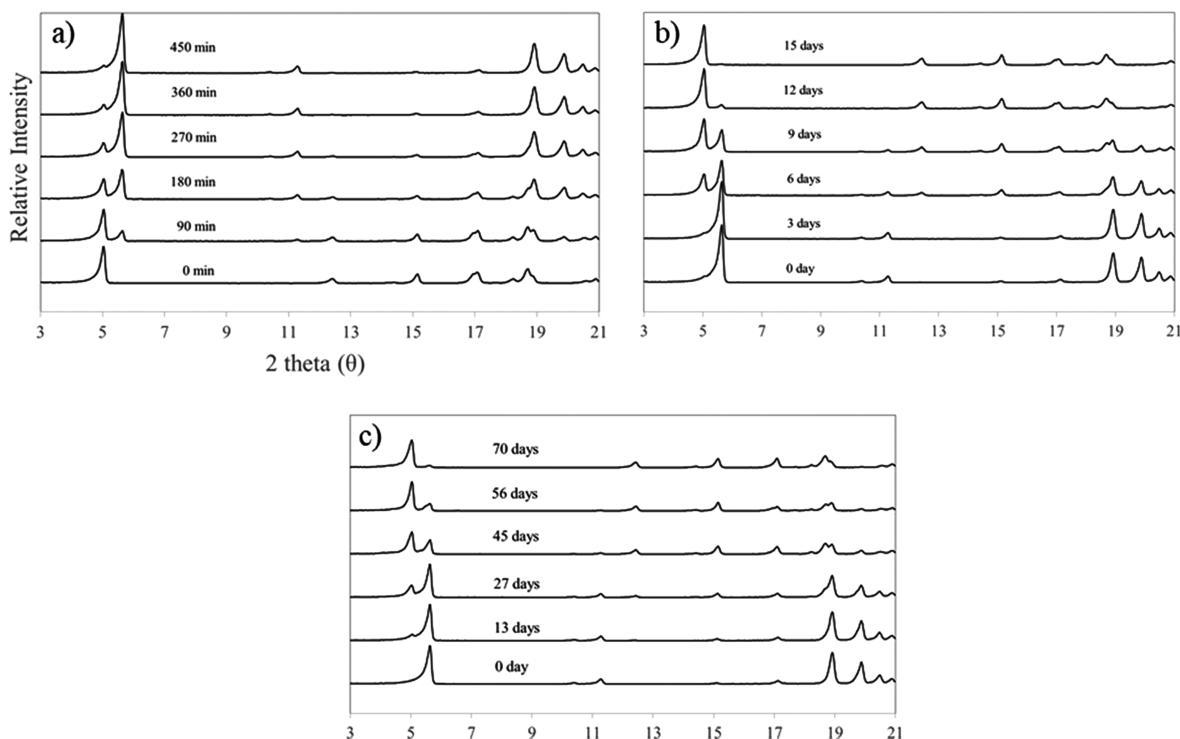 a)
450 min
360 min
270 min
180 min
90 min
0 min
Relative Intensity
3 5 7 9 11 13 15 17 19 21
2 theta (θ)
b)
15 days
12 days
9 days
6 days
3 days
0 day
3 5 7 9 11 13 15 17 19 21
c)
70 days
56 days
45 days
27 days
13 days
0 day
3 5 7 9 11 13 15 17 19 21